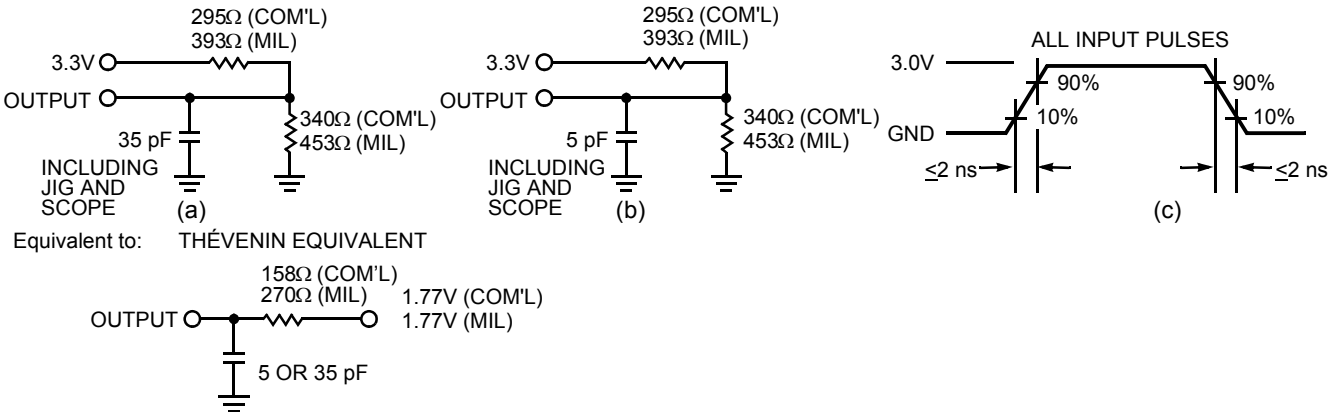 295Ω (COM'L)
393Ω (MIL)
3.3V
OUTPUT
340Ω (COM'L)
453Ω (MIL)
35 pF
INCLUDING
JIG AND
SCOPE
(a)
295Ω (COM'L)
393Ω (MIL)
3.3V
OUTPUT
340Ω (COM'L)
453Ω (MIL)
5 pF
INCLUDING
JIG AND
SCOPE
(b)
ALL INPUT PULSES
3.0V
90%
90%
10%
10%
GND
≤2 ns
≤2 ns
(c)
Equivalent to: THÉVENIN EQUIVALENT
158Ω (COM'L)
270Ω (MIL)
1.77V (COM'L)
OUTPUT
1.77V (MIL)
5 OR 35 pF